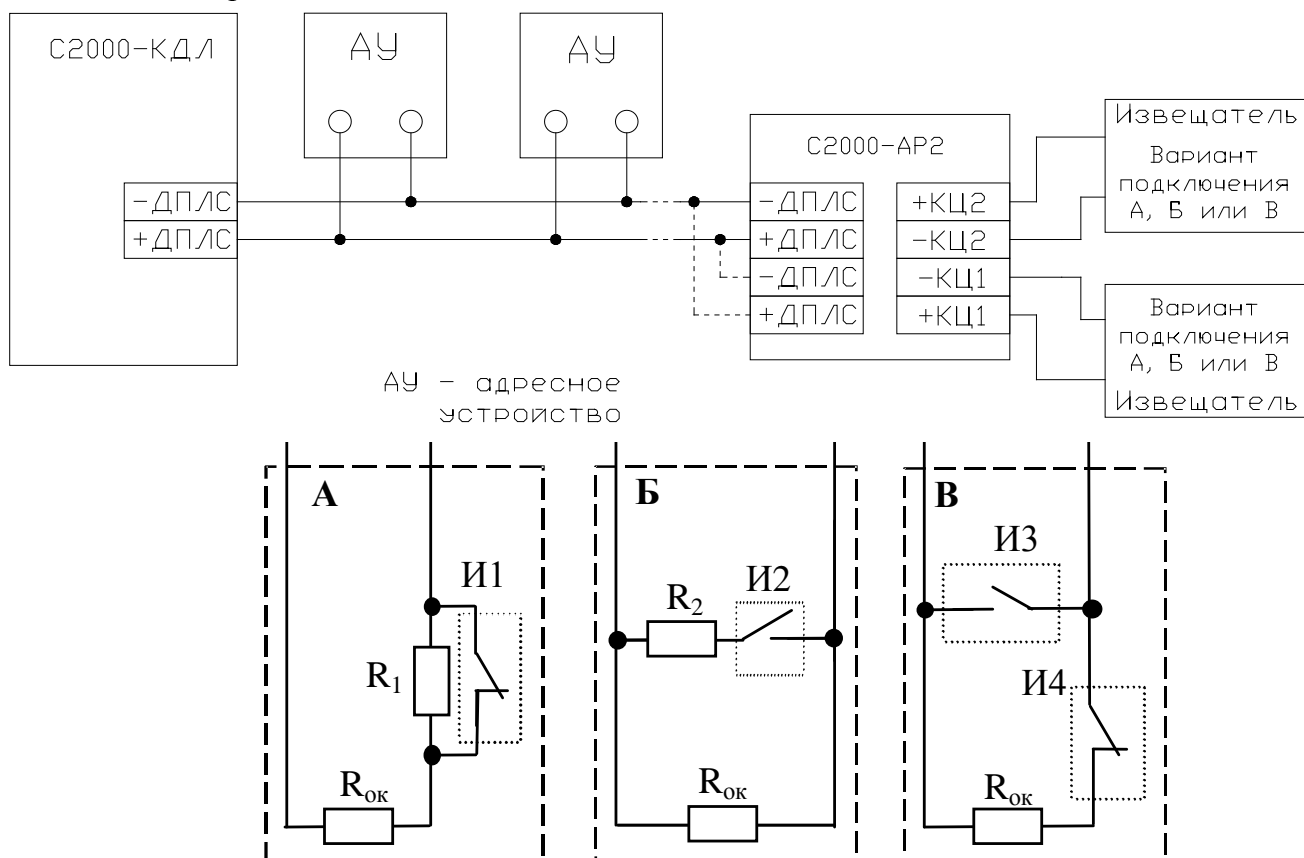 С2000-КДЛ
АУ
АУ
-ДПЛС
+ДПЛС
С2000-АР2
-ДПЛС
+ДПЛС
-ДПЛС
+ДПЛС
+КЦ2
-КЦ2
-КЦ1
+КЦ1
Извещатель
Вариант
подключения
А, Б или В
Вариант
подключения
А, Б или В
Извещатель
АУ - адресное
устройство
А
И1
R1
Rок
Б
R2
И2
Rок
В
И3
И4
Rок